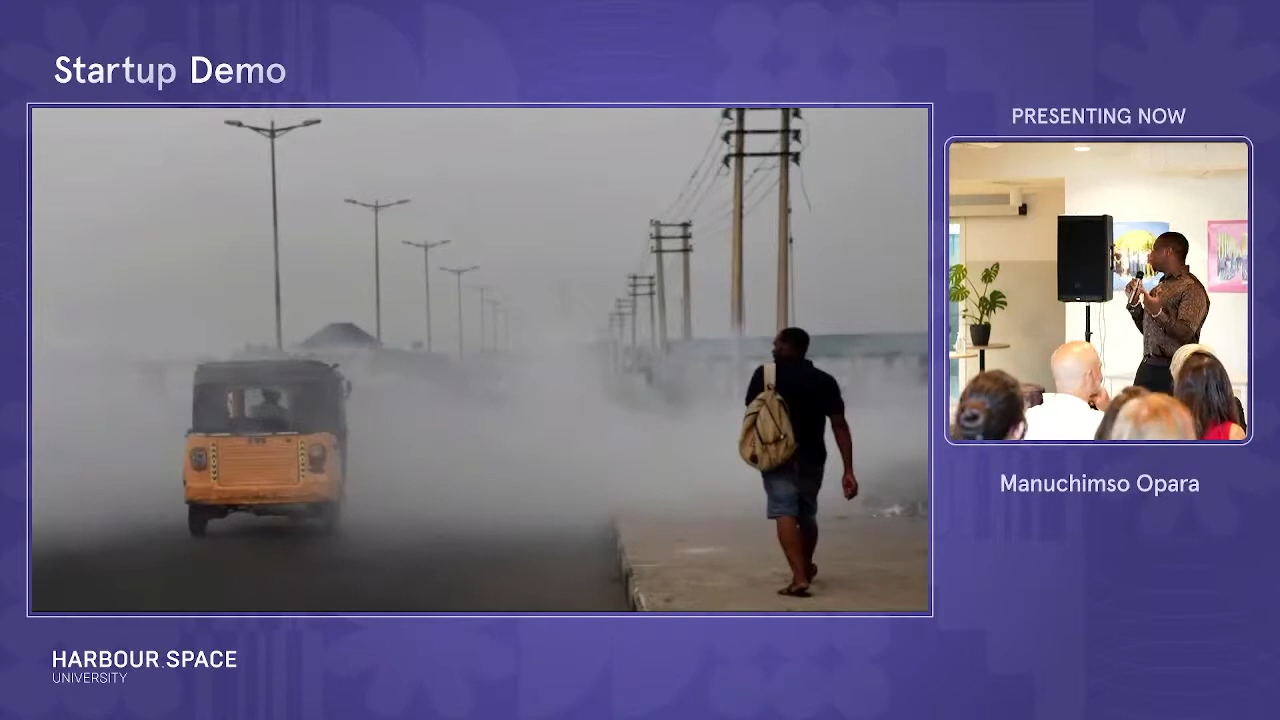 Startup Demo
PRESENTING NOW
Manuchimso Opara
HARBOUR.SPACE
UNIVERSITY